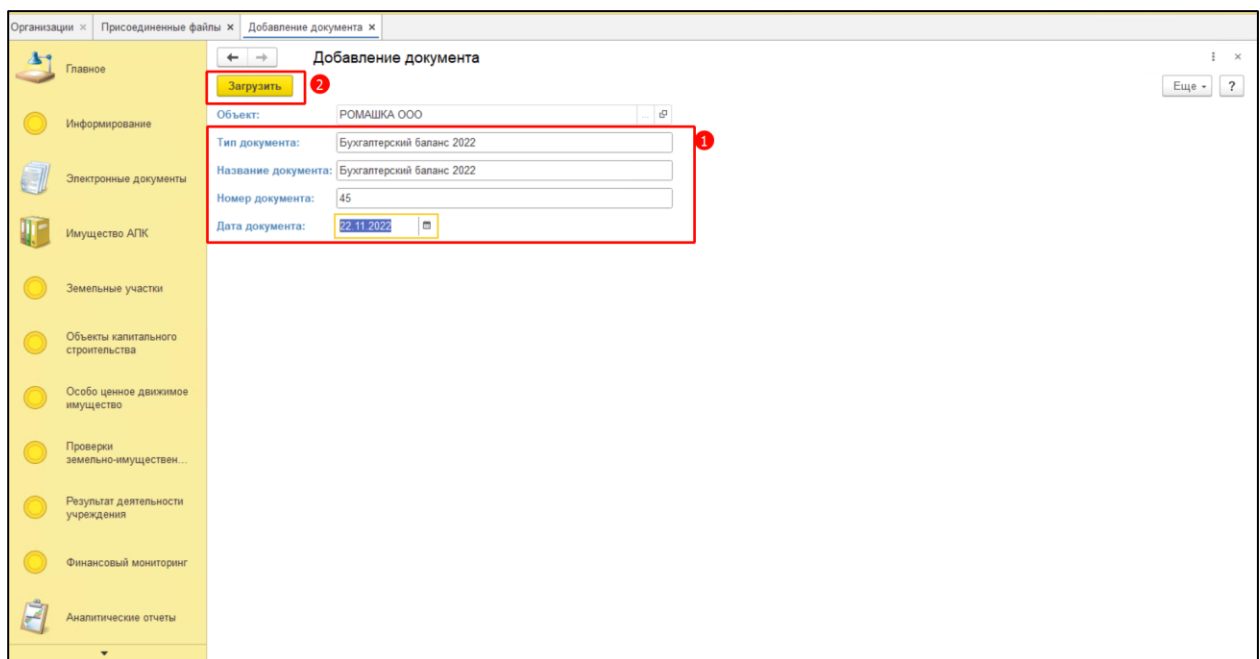 Организации × Присоединенные файлы × Добавление документа ×
Главное
Информирование
Электронные документы
Имущество АПК
Земельные участки
Объекты капитального
строительства
Особо ценное движимое
имущество
Проверки
земельно-имуществен...
Результат деятельности
учреждения
Финансовый мониторинг
Аналитические отчеты
Добавление документа
Загрузить 2
Еще ?
Объект: РОМАШКА ООО ...
1
Тип документа: Бухгалтерский баланс 2022
Название документа: Бухгалтерский баланс 2022
Номер документа: 45
Дата документа: 22.11.2022